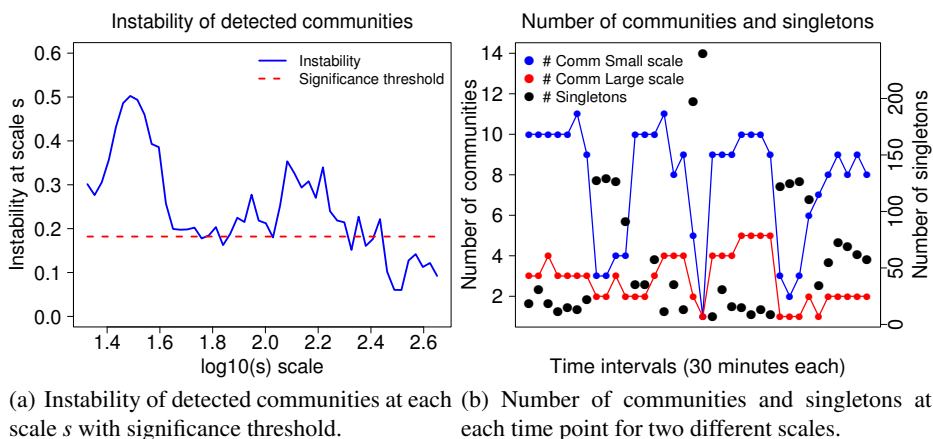 Instability of detected communities
0.6
0.5
0.4
0.3
0.2
0.1
0.0
Instability at scale s
Instability
Significance threshold
1.4 1.6 1.8 2.0 2.2 2.4 2.6
log10(s) scale
Number of communities and singletons
14
12
10
8
6
4
2
Number of communities
# Comm Small scale
# Comm Large scale
# Singletons
200
150
100
50
0
Number of singletons
Time intervals (30 minutes each)
(a) Instability of detected communities at each
scale s with significance threshold.
(b) Number of communities and singletons at
each time point for two different scales.